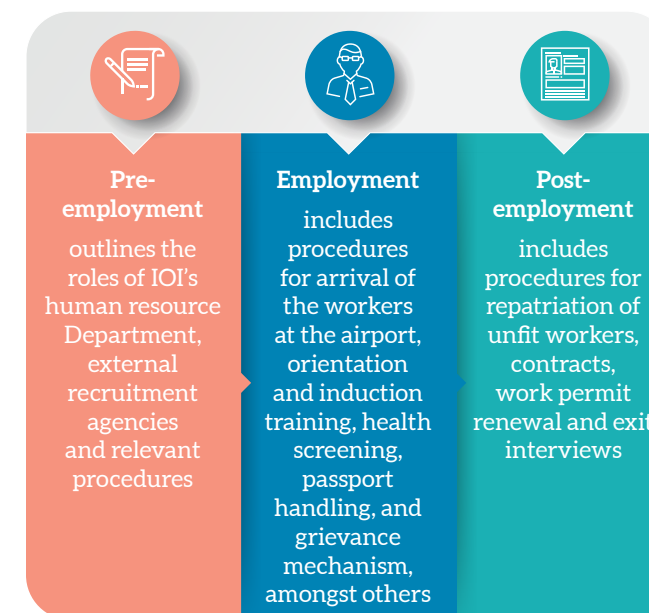 Pre-
employment
outlines the
roles of IOI's
human resource
Department,
external
recruitment
agencies
and relevant
procedures
Employment
includes
procedures
for arrival of
the workers
at the airport,
orientation
and induction
training, health
screening,
passport
handling, and
grievance
mechanism,
amongst others
Post-
employment
includes
procedures for
repatriation of
unfit workers,
contracts,
work permit
renewal and exit
interviews